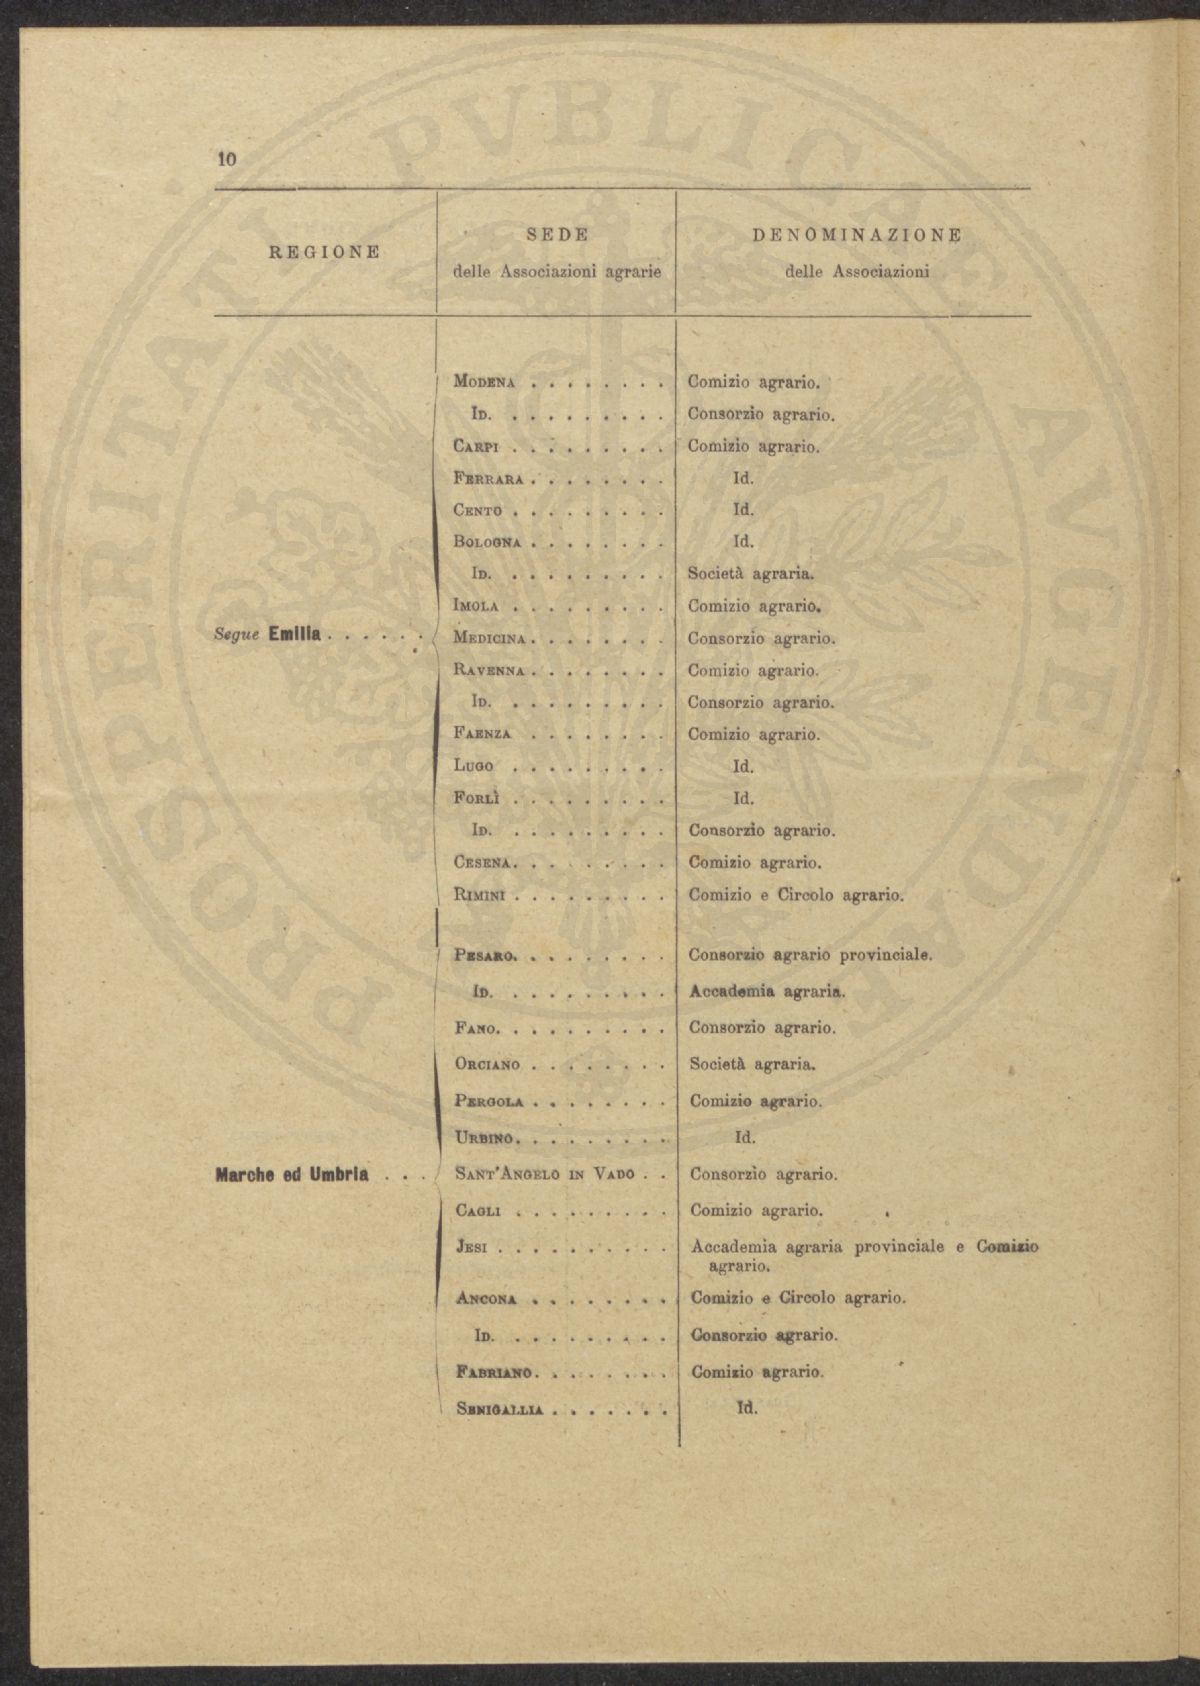 10
REGIONE
SEDE
delle Associazioni agrarie
DENOMINAZIONE
delle Associazioni
MODENA . . . . . . . . Comizio agrario.
ID. . . . . . . . . . Consorzio agrario.
CARPI . . . . . . . . . Comizio agrario.
FERRARA . . . . . . . . Id.
CENTO . . . . . . . . . Id.
BOLOGNA . . . . . . . . Id.
ID. . . . . . . . . . Società agraria.
IMOLA . . . . . . . . . Comizio agrario.
Segue Emilia . . . . . . MEDICINA . . . . . . . . Consorzio agrario.
RAVENNA . . . . . . . . Comizio agrario.
ID. . . . . . . . . . Consorzio agrario.
FAENZA . . . . . . . . Comizio agrario.
LUGO . . . . . . . . . Id.
FORLÌ . . . . . . . . . Id.
ID. . . . . . . . . . Consorzio agrario.
CESENA . . . . . . . . . Comizio agrario.
RIMINI . . . . . . . . . Comizio e Circolo agrario.
PESARO . . . . . . . . . Consorzio agrario provinciale.
ID. . . . . . . . . . Accademia agraria.
FANO . . . . . . . . . . Consorzio agrario.
ORCIANO . . . . . . . . Società agraria.
PERGOLA . . . . . . . . Comizio agrario.
URBINO . . . . . . . . . Id.
Marche ed Umbria . . . SANT'ANGELO IN VADO . . Consorzio agrario.
CAGLI . . . . . . . . . Comizio agrario.
JESI . . . . . . . . . . Accademia agraria provinciale e Comizio
agrario.
ANCONA . . . . . . . . Comizio e Circolo agrario.
ID. . . . . . . . . . Consorzio agrario.
FABRIANO . . . . . . . . Comizio agrario.
SENIGALLIA . . . . . . . Id.
PROSPERITATI PVBLICAE AVGENDAE